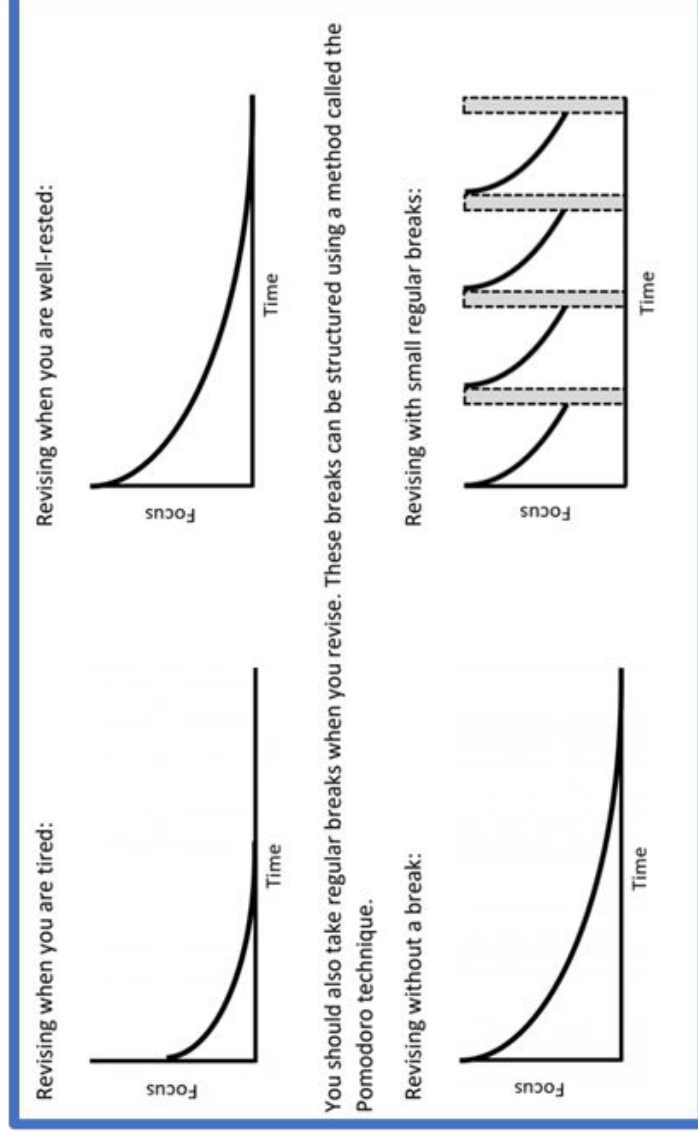 Revising when you are tired:
Revising when you are well-rested:
Focus
Time
Focus
Time
You should also take regular breaks when you revise. These breaks can be structured using a method called the
Pomodoro technique.
Revising without a break:
Revising with small regular breaks:
Focus
Time
Focus
Time